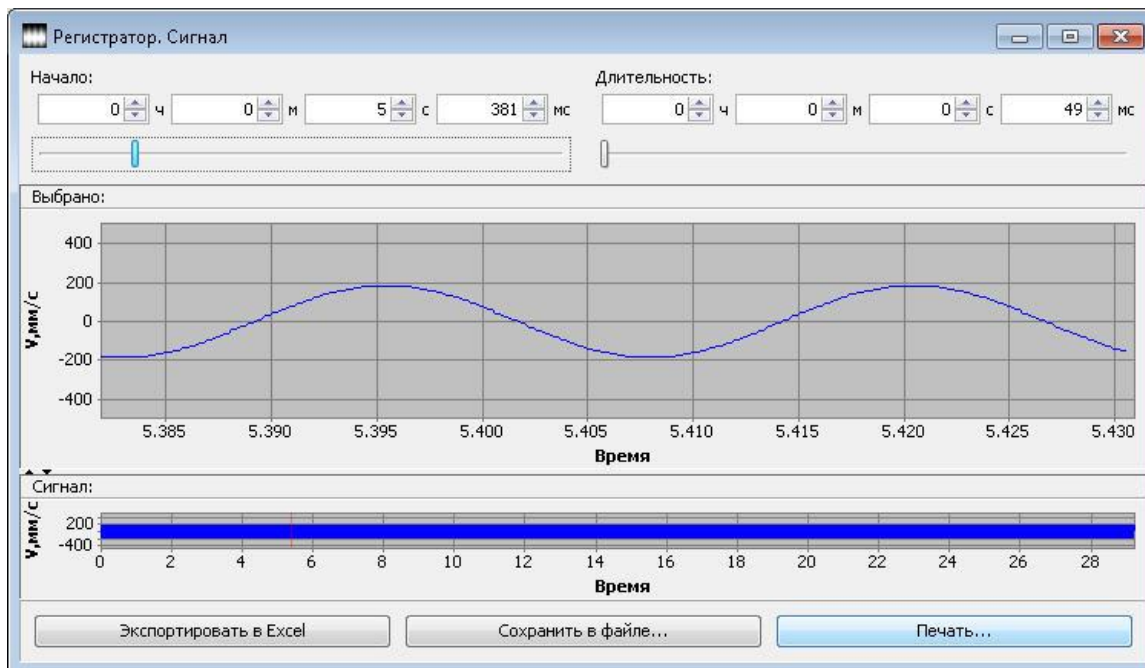 Регистратор. Сигнал
Начало:
Длительность:
0 ч 0 м 5 с 381 мс
0 ч 0 м 0 с 49 мс
Выбрано:
V,мм/с
400
200
0
-200
-400
5.385 5.390 5.395 5.400 5.405 5.410 5.415 5.420 5.425 5.430
Время
Сигнал:
V,мм/с
200
-400
0 2 4 6 8 10 12 14 16 18 20 22 24 26 28
Время
Экспортировать в Excel
Сохранить в файле...
Печать...